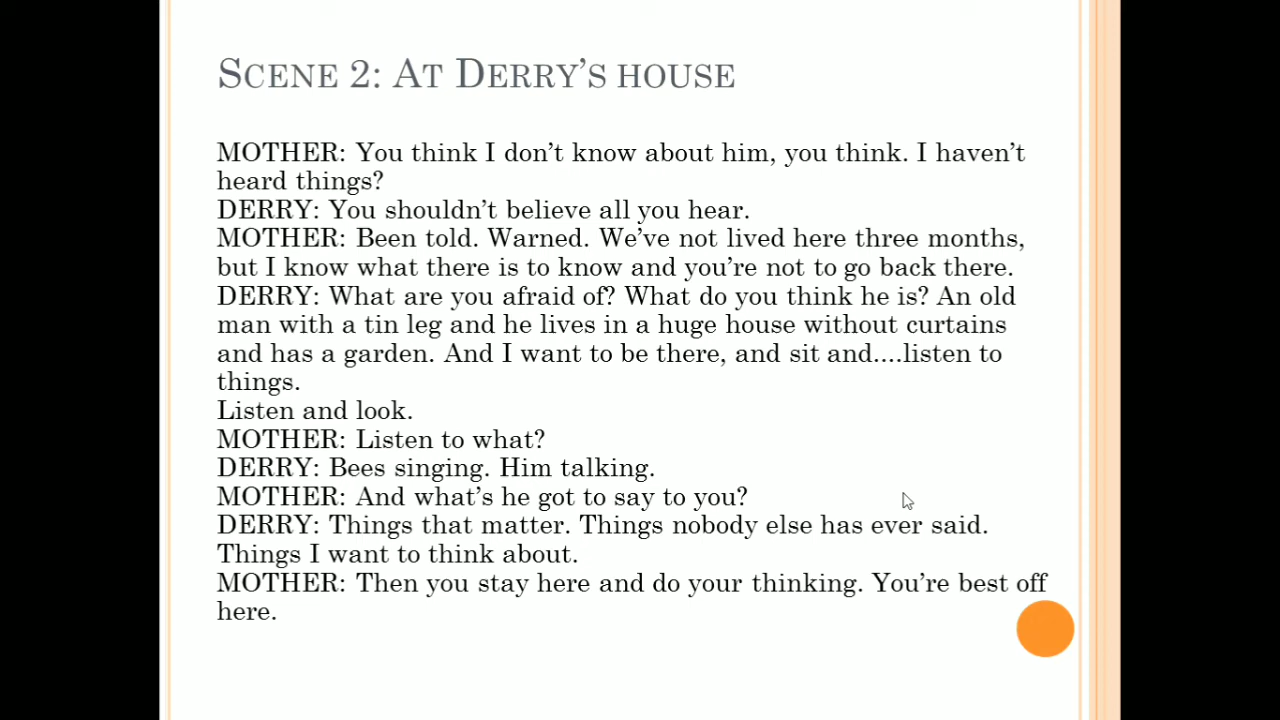 SCENE 2: AT DERRY'S HOUSE
MOTHER: You think I don't know about him, you think. I haven't
heard things?
DERRY: You shouldn't believe all you hear.
MOTHER: Been told. Warned. We've not lived here three months,
but I know what there is to know and you're not to go back there.
DERRY: What are you afraid of? What do you think he is? An old
man with a tin leg and he lives in a huge house without curtains
and has a garden. And I want to be there, and sit and....listen to
things.
Listen and look.
MOTHER: Listen to what?
DERRY: Bees singing. Him talking.
MOTHER: And what's he got to say to you?
DERRY: Things that matter. Things nobody else has ever said.
Things I want to think about.
MOTHER: Then you stay here and do your thinking. You're best off
here.